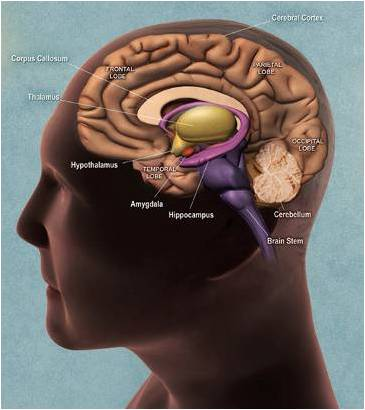 Cerebral Cortex
Corpus Callosum
FRONTAL
LOBE
PARIETAL
LOBE
Thalamus
OCCIPITAL
LOBE
Hypothalamus
TEMPORAL
LOBE
Amygdala
Hippocampus
Cerebellum
Brain Stem